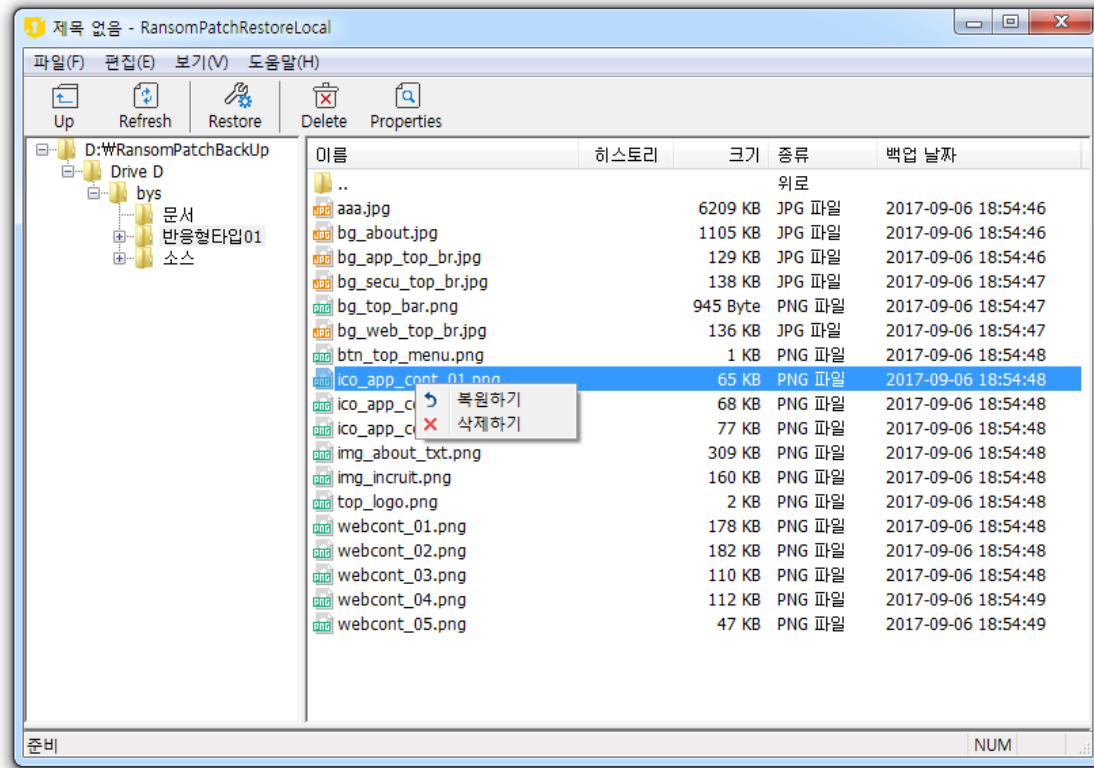 제목 없음 - RansomPatchRestoreLocal
파일(F) 편집(E) 보기(V) 도움말(H)
Up Refresh Restore Delete Properties
D:₩RansomPatchBackUp
Drive D
bys
문서
반응형타입01
소스
이름 히스토리 크기 종류 백업 날짜
.. 위로
aaa.jpg 6209 KB JPG 파일 2017-09-06 18:54:46
bg_about.jpg 1105 KB JPG 파일 2017-09-06 18:54:46
bg_app_top_br.jpg 129 KB JPG 파일 2017-09-06 18:54:46
bg_secu_top_br.jpg 138 KB JPG 파일 2017-09-06 18:54:47
bg_top_bar.png 945 Byte PNG 파일 2017-09-06 18:54:47
bg_web_top_br.jpg 136 KB JPG 파일 2017-09-06 18:54:47
btn_top_menu.png 1 KB PNG 파일 2017-09-06 18:54:48
ico_app_cont_01.png 65 KB PNG 파일 2017-09-06 18:54:48
ico_app_c 68 KB PNG 파일 2017-09-06 18:54:48
ico_app_c 77 KB PNG 파일 2017-09-06 18:54:48
복원하기
삭제하기
img_about_txt.png 309 KB PNG 파일 2017-09-06 18:54:48
img_incruit.png 160 KB PNG 파일 2017-09-06 18:54:48
top_logo.png 2 KB PNG 파일 2017-09-06 18:54:48
webcont_01.png 178 KB PNG 파일 2017-09-06 18:54:48
webcont_02.png 182 KB PNG 파일 2017-09-06 18:54:48
webcont_03.png 110 KB PNG 파일 2017-09-06 18:54:48
webcont_04.png 112 KB PNG 파일 2017-09-06 18:54:49
webcont_05.png 47 KB PNG 파일 2017-09-06 18:54:49
준비 NUM